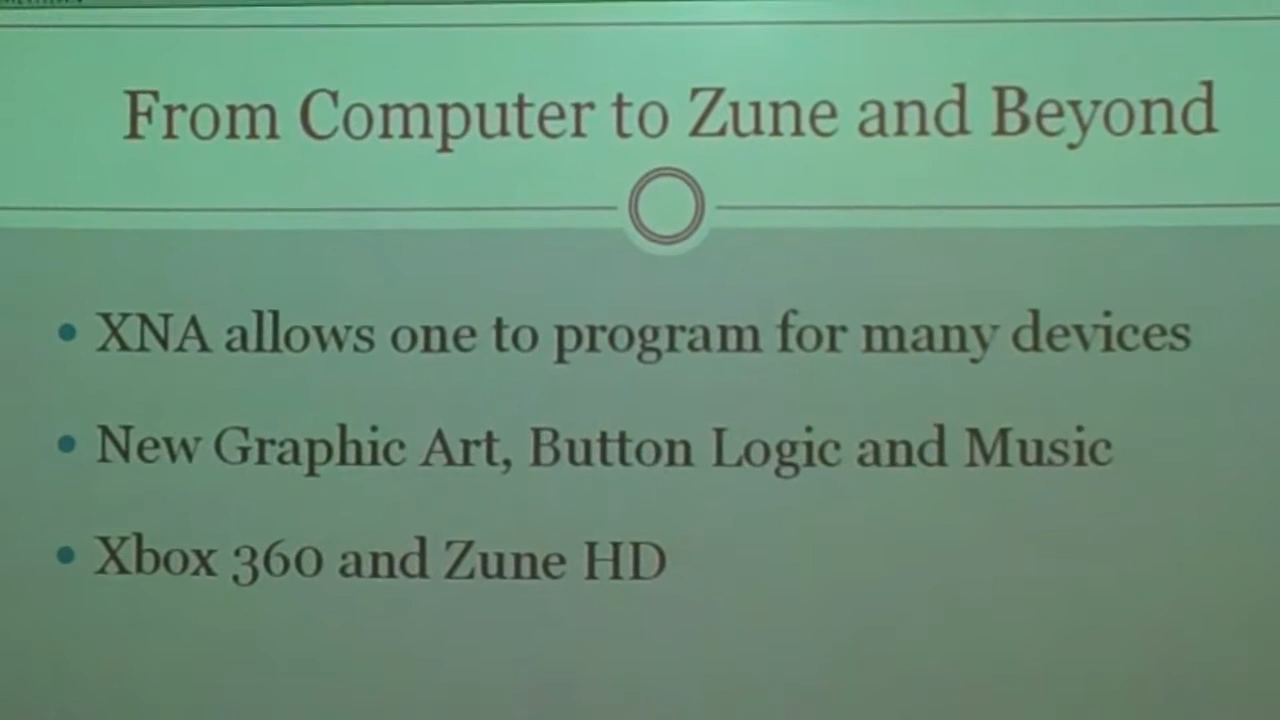 From Computer to Zune and Beyond
• XNA allows one to program for many devices
• New Graphic Art, Button Logic and Music
• Xbox 360 and Zune HD